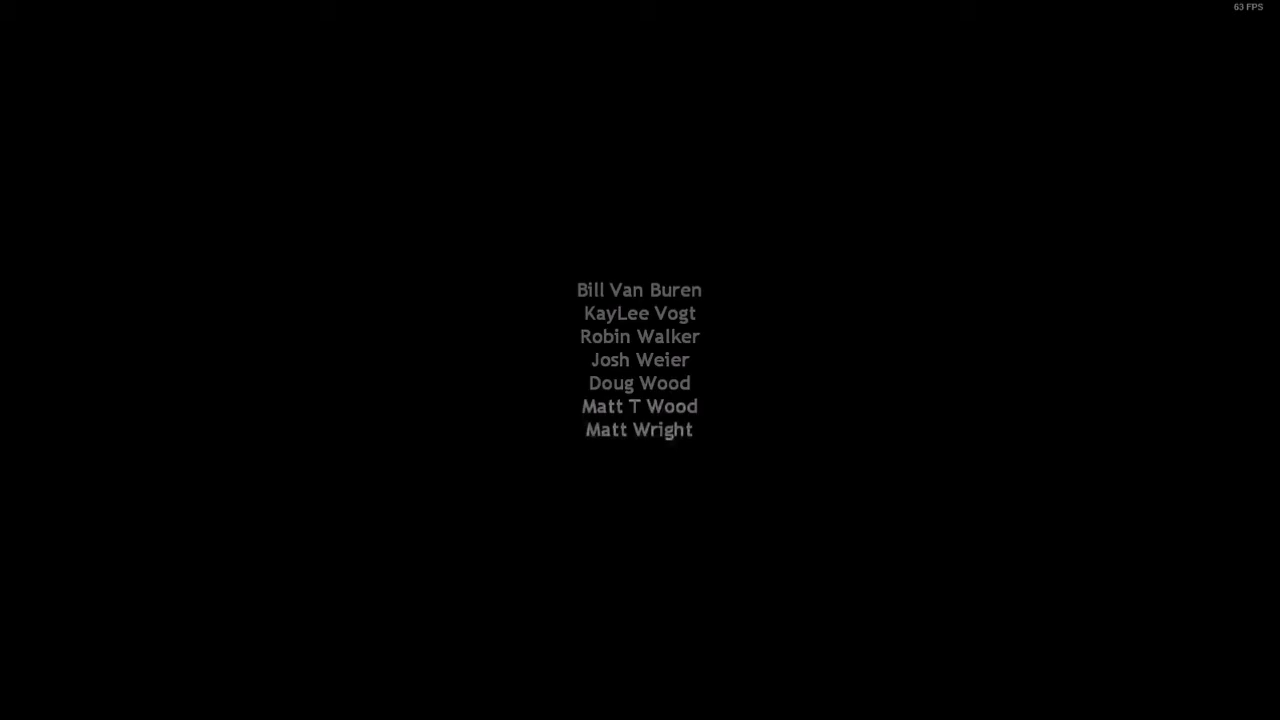 63 FPS
Bill Van Buren
KayLee Vogt
Robin Walker
Josh Weier
Doug Wood
Matt T Wood
Matt Wright